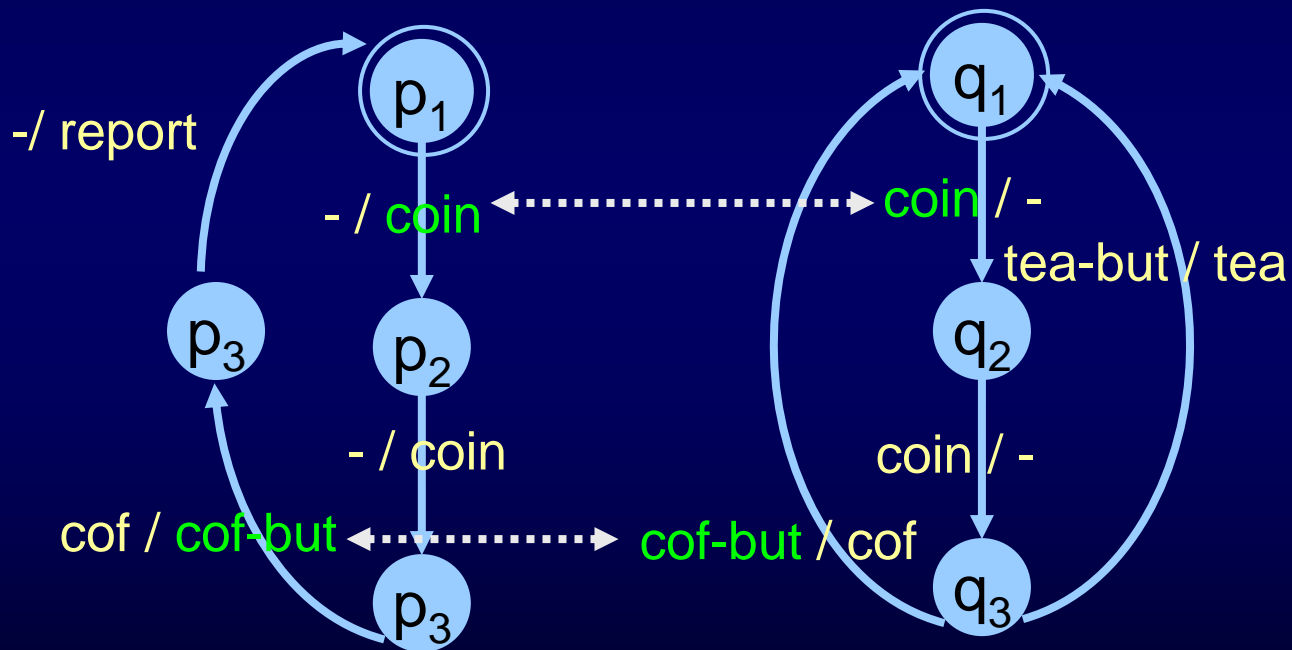 p₁
q₁
-/ report
- / coin
coin / -
tea-but / tea
p₃
p₂
q₂
- / coin
coin / -
cof / cof-but
cof-but / cof
p₃
q₃